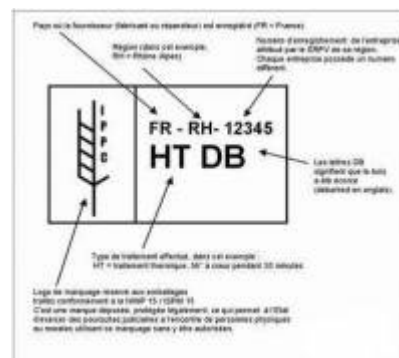 Pays où le fournisseur (fabricant ou réparateur) est enregistré (FR = France)
Région (dans cet exemple,
RH = Rhône Alpes)
Numéro d'enregistrement de l'entreprise
attribué par le SRPV de sa région.
Chaque entreprise possède un numéro
différent.
IPPC
FR - RH- 12345
HT DB
Les lettres DB
signifient que le bois
a été écorcé
(debarked en anglais).
Type de traitement effectué, dans cet exemple :
HT = traitement thermique, 56° à coeur pendant 30 minutes
Logo de marquage réservé aux emballages
traités conformément à la NIMP 15 / ISPM 15
C'est une marque déposée, protégée légalement, ce qui permet à l'Etat
d'exercer des poursuites judiciaires à l'encontre de personnes physiques
ou morales utilisant ce marquage sans y être autorisées.